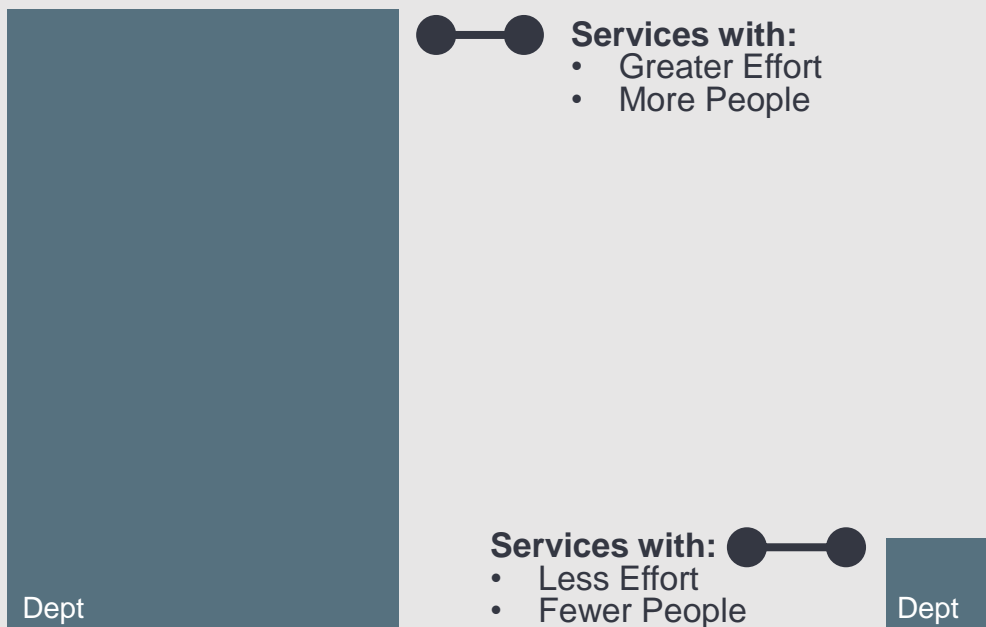 Services with:
• Greater Effort
• More People
Services with:
• Less Effort
• Fewer People
Dept
Dept